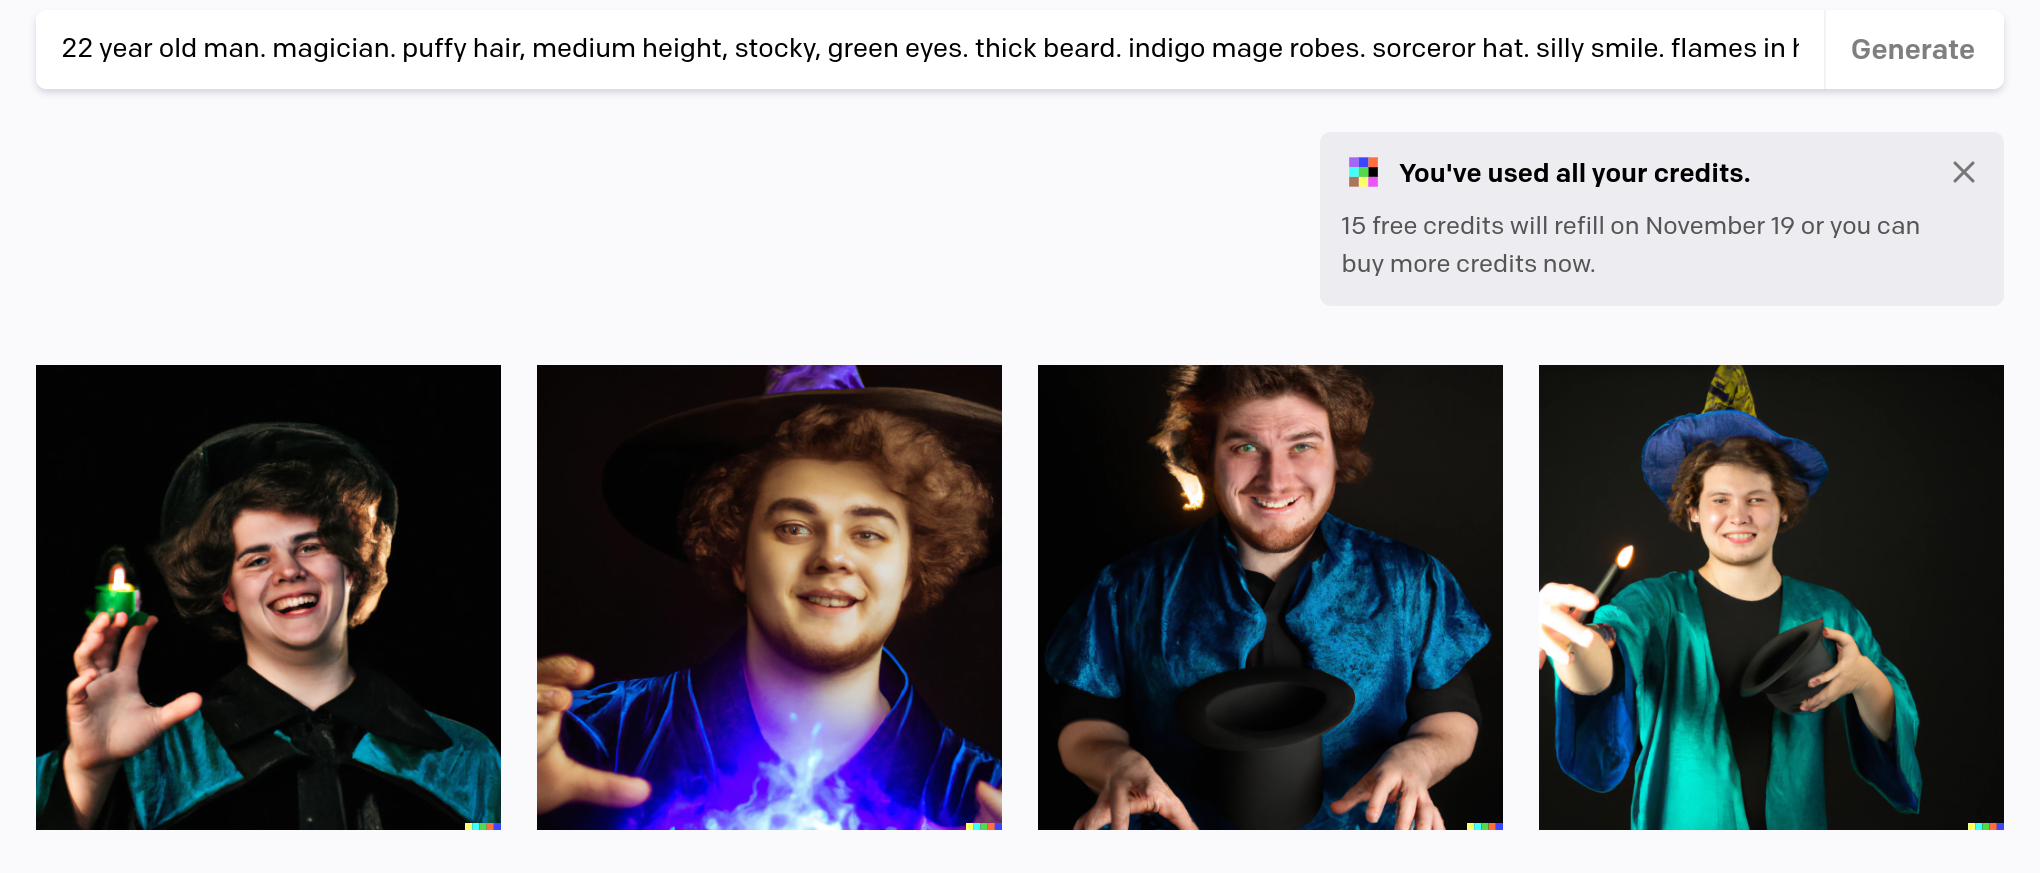 22 year old man. magician. puffy hair, medium height, stocky, green eyes. thick beard. indigo mage robes. sorceror hat. silly smile. flames in
Generate
You've used all your credits.
15 free credits will refill on November 19 or you can
buy more credits now.